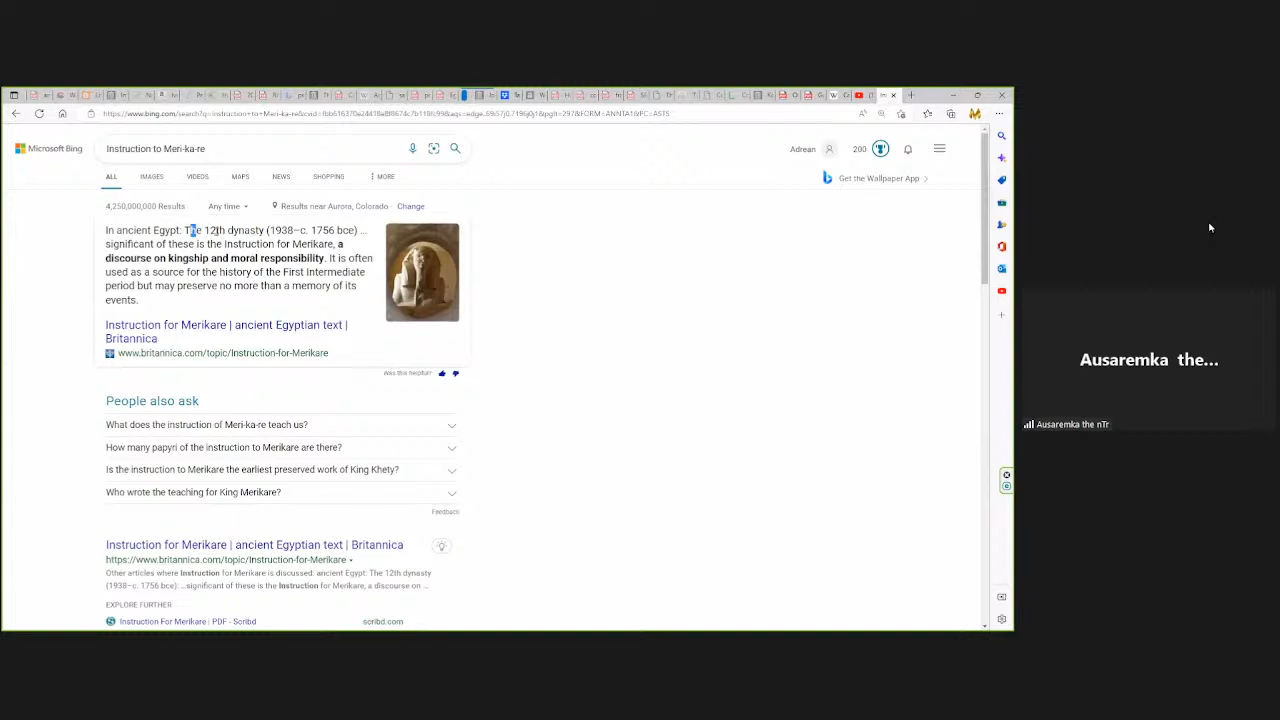 https://www.bing.com/search?q=instruction+to+Meri-ka-re
Microsoft Bing
Instruction to Meri-ka-re
Adrean
200
ALL
IMAGES
VIDEOS
MAPS
NEWS
SHOPPING
MORE
Get the Wallpaper App
4,250,000,000 Results
Any time
Results near Aurora, Colorado
Change
In ancient Egypt: The 12th dynasty (1938–c. 1756 bce) ...
significant of these is the Instruction for Merikare, a
discourse on kingship and moral responsibility. It is often
used as a source for the history of the First Intermediate
period but may preserve no more than a memory of its
events.
Instruction for Merikare | ancient Egyptian text |
Britannica
www.britannica.com/topic/Instruction-for-Merikare
Was this helpful?
People also ask
What does the instruction of Meri-ka-re teach us?
How many papyri of the instruction to Merikare are there?
Is the instruction to Merikare the earliest preserved work of King Khety?
Who wrote the teaching for King Merikare?
Feedback
Instruction for Merikare | ancient Egyptian text | Britannica
https://www.britannica.com/topic/Instruction-for-Merikare
Other articles where Instruction for Merikare is discussed: ancient Egypt: The 12th dynasty
(1938–c. 1756 bce): ...significant of these is the Instruction for Merikare, a discourse on ...
EXPLORE FURTHER
Instruction For Merikare | PDF - Scribd
scribd.com
Ausaremka the...
Ausaremka the nTr